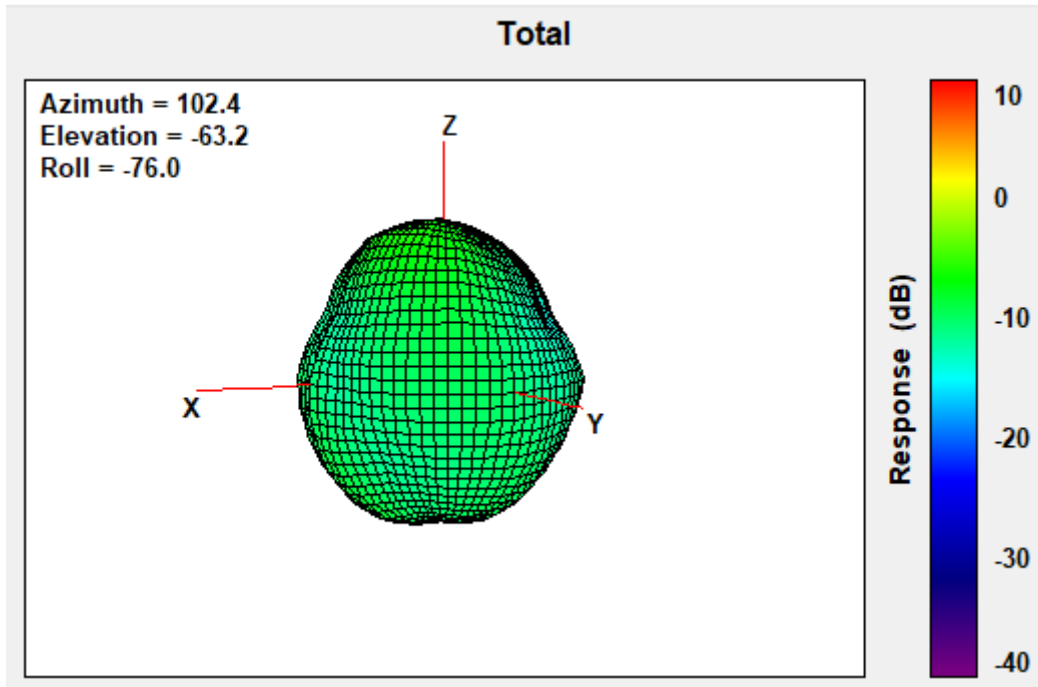 Total
Azimuth = 102.4
Elevation = -63.2
Roll = -76.0
Z
X
Y
10
0
-10
-20
-30
-40
Response (dB)